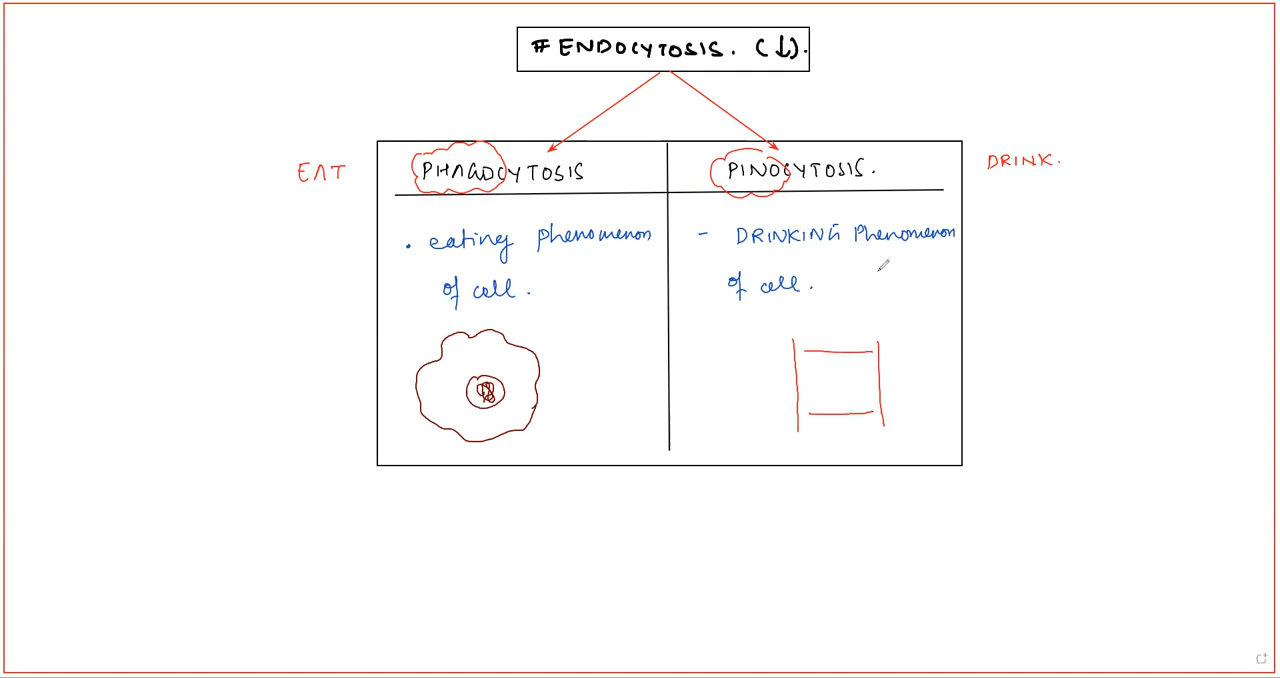 # ENDOCYTOSIS. (↓).
EAT
PHAGOCYTOSIS
PINOCYTOSIS.
DRINK.
• eating phenomenon
of cell.
- DRINKING Phenomenon
of cell.